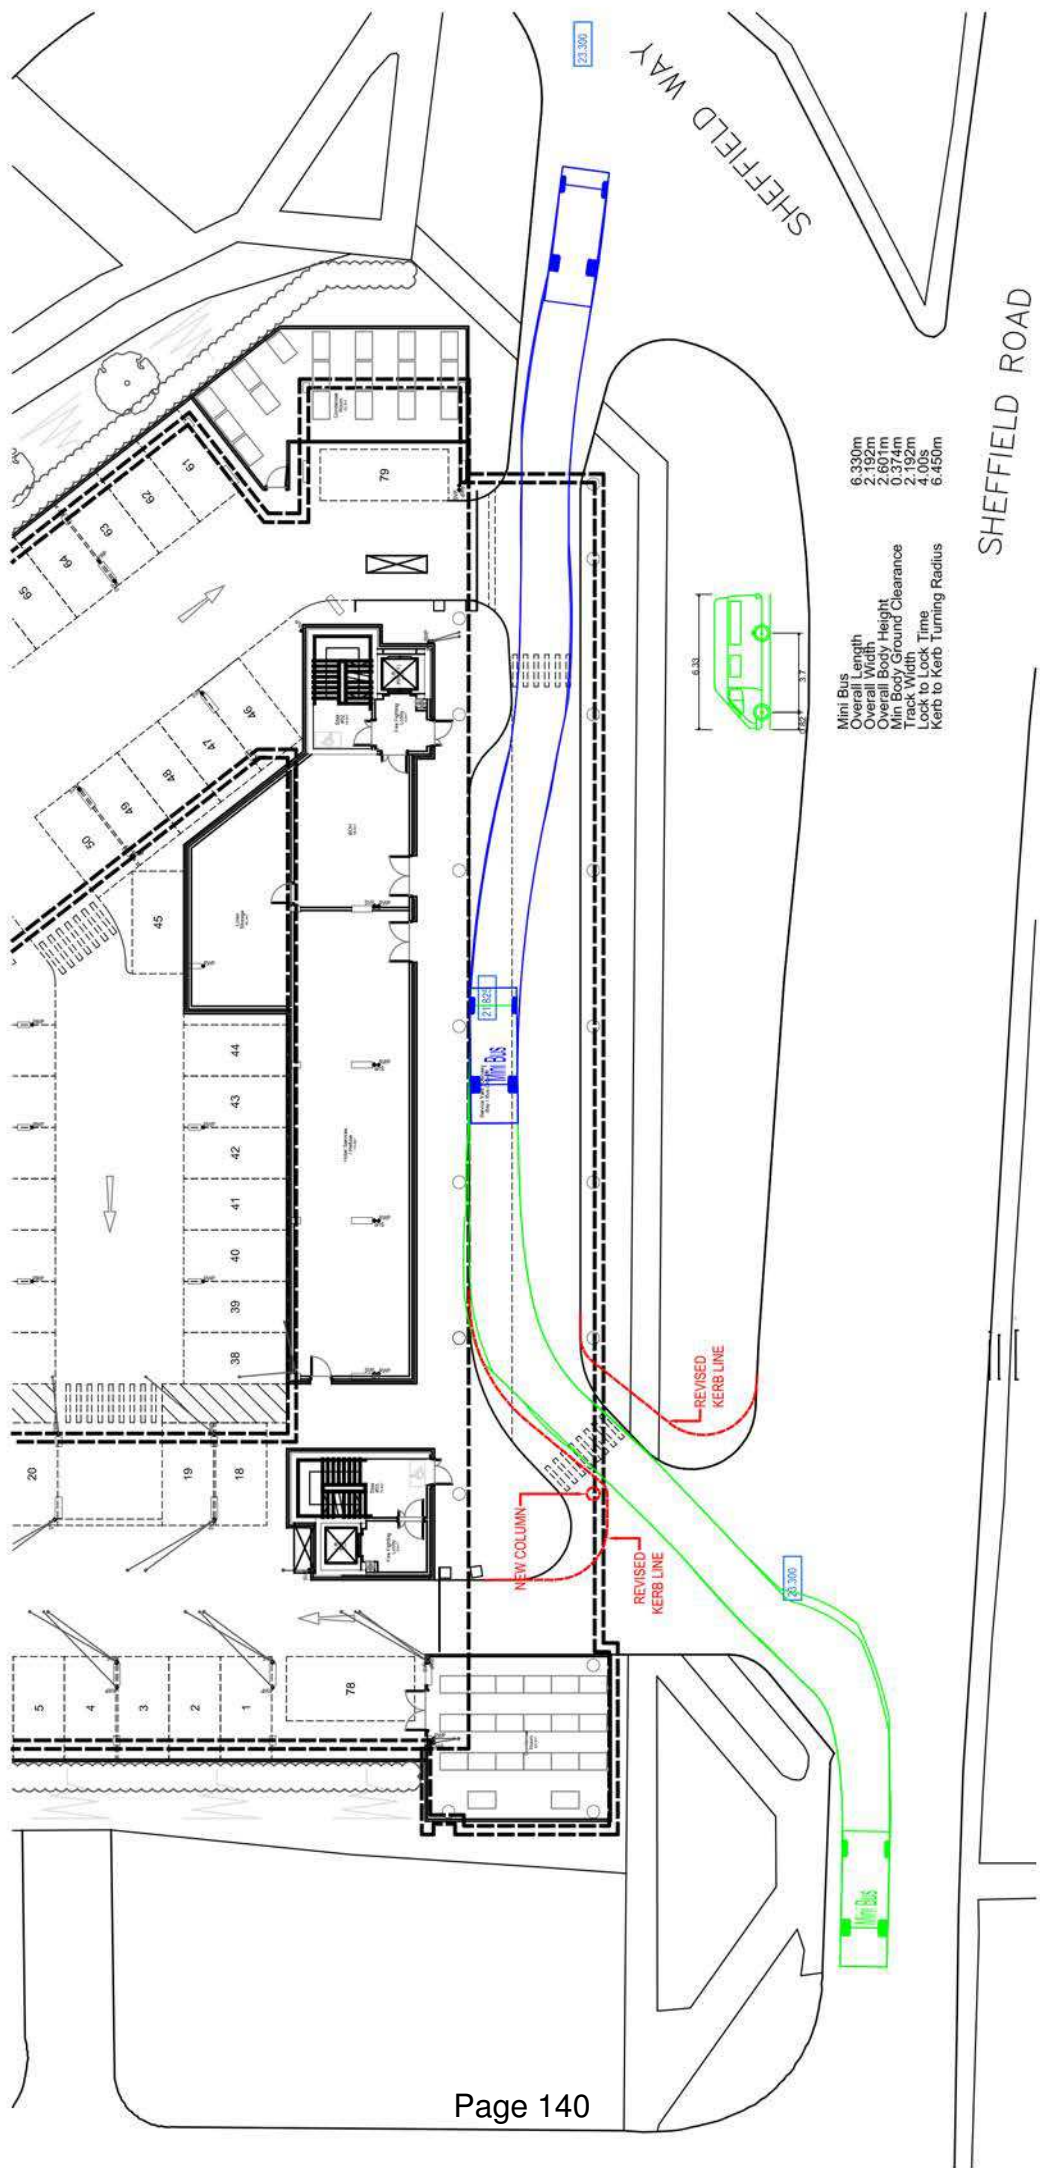 23.300
SHEFFIELD WAY
SHEFFIELD ROAD
61
62
63
64
65
79
46
47
48
49
50
45
44
43
42
41
40
39
38
20
19
18
5
4
3
2
1
78
21.825
Mini Bus
6.33
3.7
Mini Bus
Overall Length 6.330m
Overall Width 2.192m
Overall Body Height 2.601m
Min Body Ground Clearance 0.374m
Track Width 2.192m
Lock to Lock Time 4.00s
Kerb to Kerb Turning Radius 6.450m
REVISED
KERB LINE
NEW COLUMN
REVISED
KERB LINE
Mini Bus
Page 140